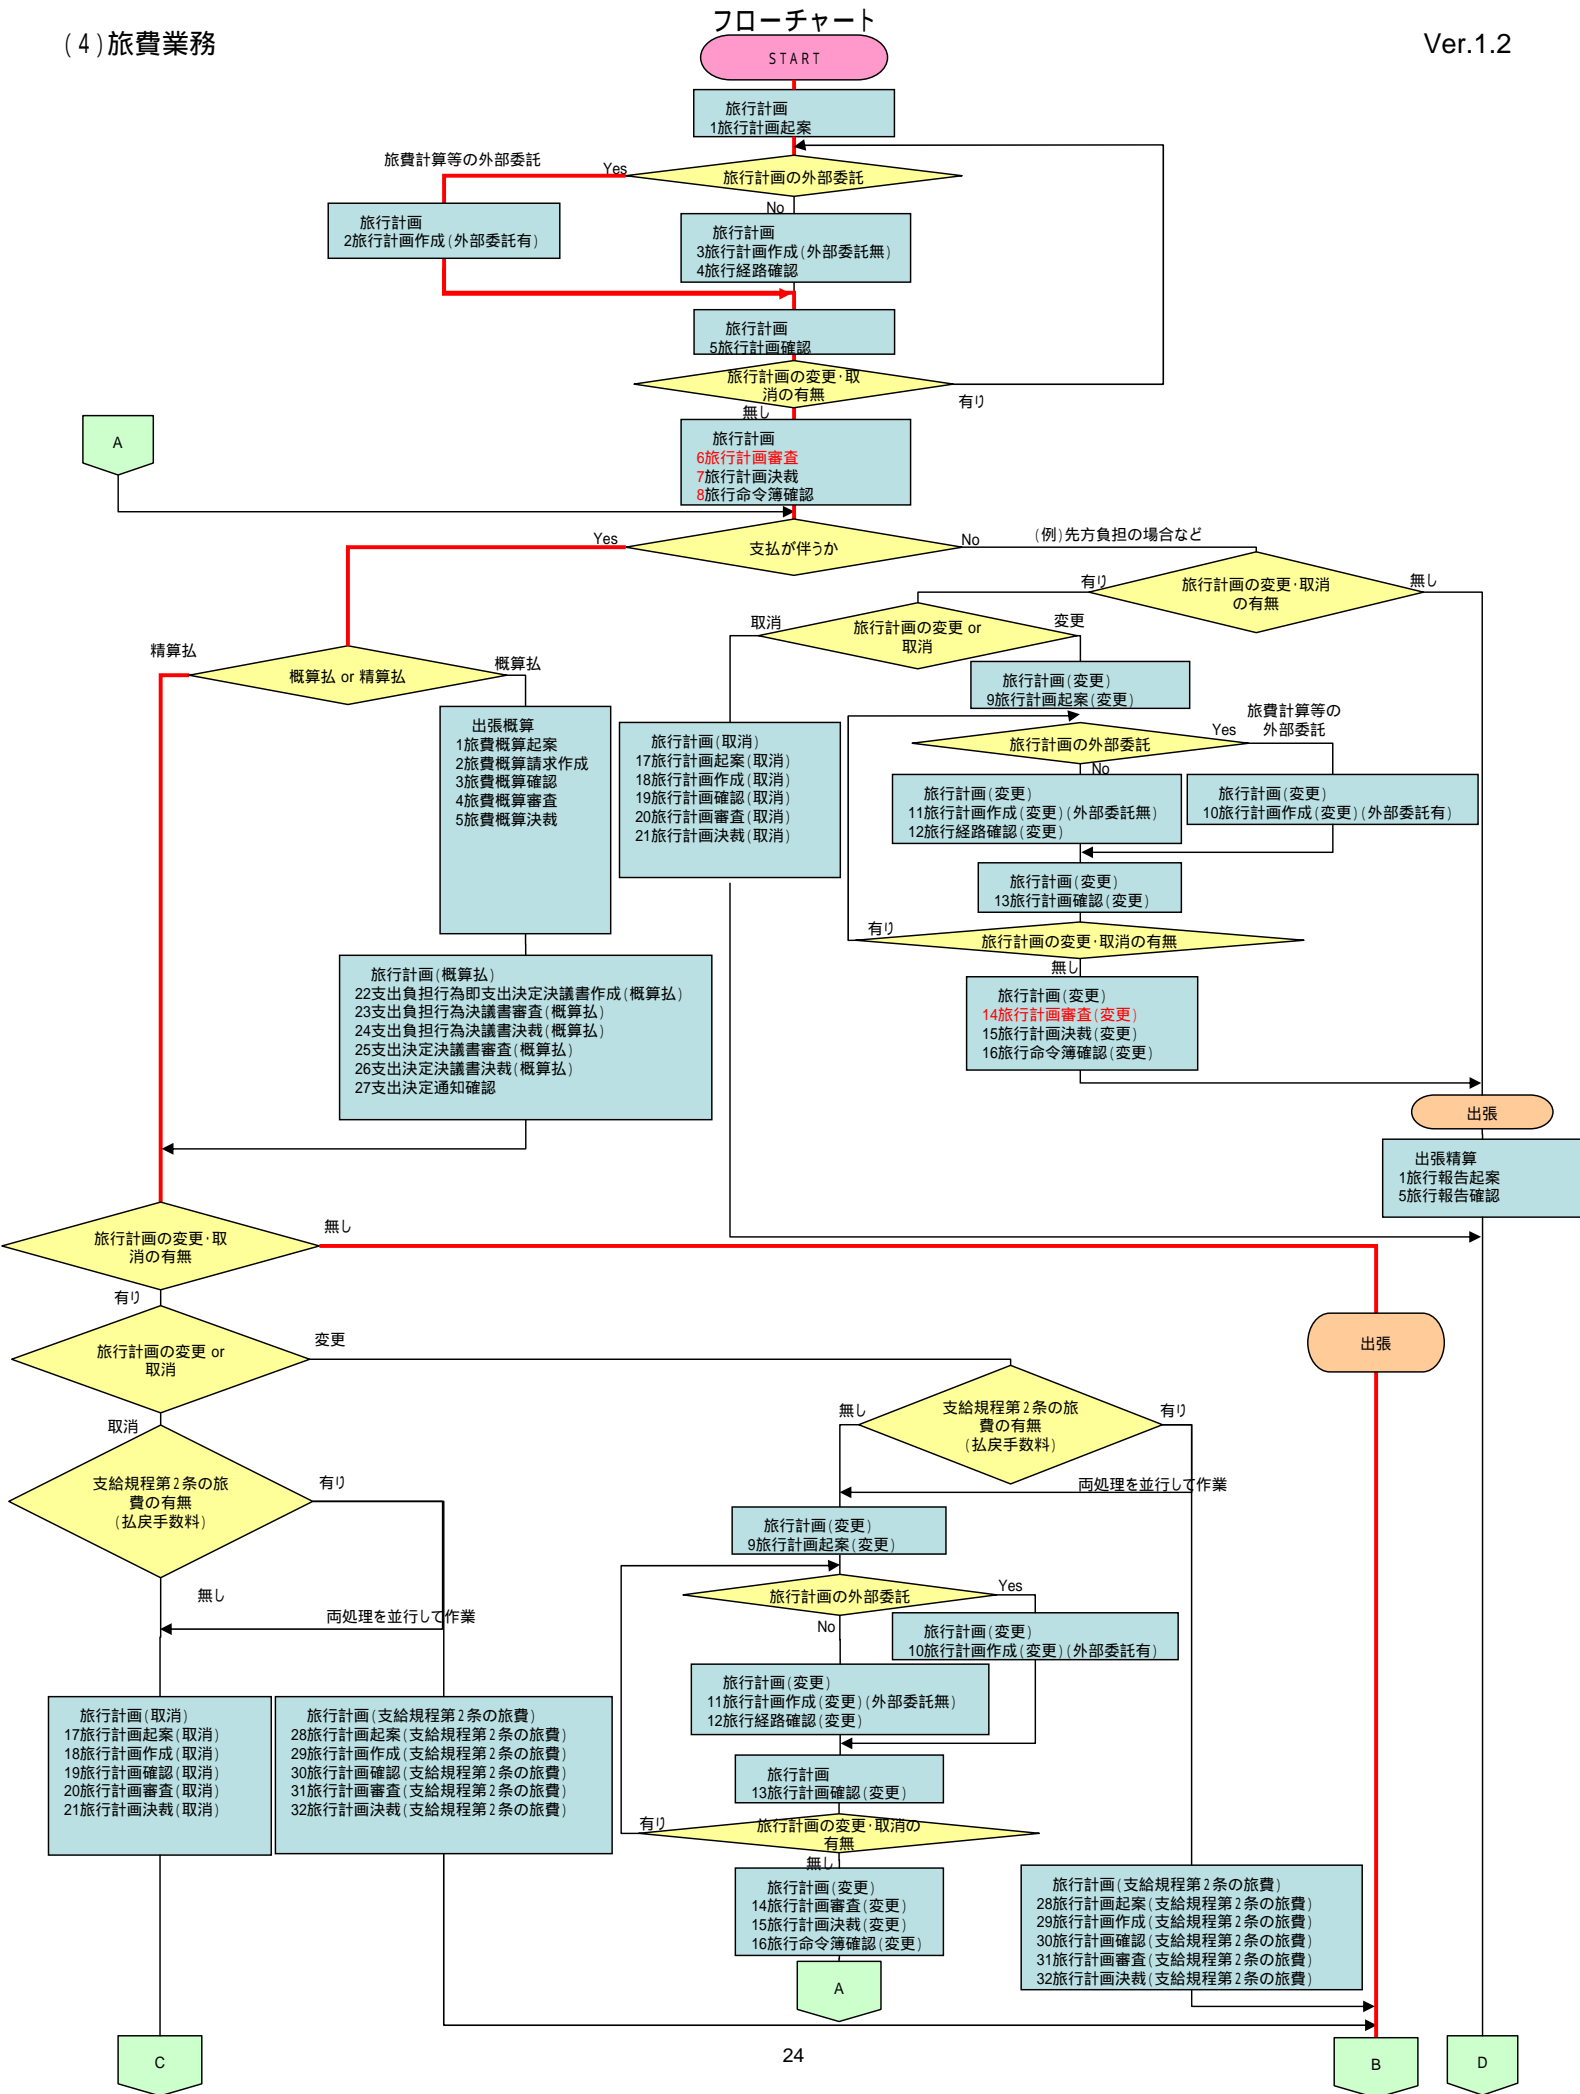 フローチャート
(4)旅費業務
Ver.1.2
START
旅行計画
1旅行計画起案
旅費計算等の外部委託
Yes
旅行計画の外部委託
No
旅行計画
2旅行計画作成(外部委託有)
旅行計画
3旅行計画作成(外部委託無)
4旅行経路確認
旅行計画
5旅行計画確認
旅行計画の変更・取
消の有無
有り
無し
A
旅行計画
6旅行計画審査
7旅行計画決裁
8旅行命令簿確認
Yes
支払が伴うか
No
(例)先方負担の場合など
有り
旅行計画の変更・取消
の有無
無し
取消
旅行計画の変更 or
取消
変更
精算払
概算払 or 精算払
概算払
旅行計画(変更)
9旅行計画起案(変更)
出張概算
1旅費概算起案
2旅費概算請求作成
3旅費概算確認
4旅費概算審査
5旅費概算決裁
旅行計画(取消)
17旅行計画起案(取消)
18旅行計画作成(取消)
19旅行計画確認(取消)
20旅行計画審査(取消)
21旅行計画決裁(取消)
旅費計算等の
外部委託
旅行計画の外部委託
Yes
No
旅行計画(変更)
11旅行計画作成(変更)(外部委託無)
12旅行経路確認(変更)
旅行計画(変更)
10旅行計画作成(変更)(外部委託有)
旅行計画(変更)
13旅行計画確認(変更)
有り
旅行計画の変更・取消の有無
無し
旅行計画(概算払)
22支出負担行為即支出決定決議書作成(概算払)
23支出負担行為決議書審査(概算払)
24支出負担行為決議書決裁(概算払)
25支出決定決議書審査(概算払)
26支出決定決議書決裁(概算払)
27支出決定通知確認
旅行計画(変更)
14旅行計画審査(変更)
15旅行計画決裁(変更)
16旅行命令簿確認(変更)
出張
出張精算
1旅行報告起案
5旅行報告確認
旅行計画の変更・取
消の有無
無し
有り
旅行計画の変更 or
取消
変更
出張
取消
支給規程第2条の旅
費の有無
(払戻手数料)
有り
無し
両処理を並行して作業
無し
支給規程第2条の旅
費の有無
(払戻手数料)
有り
両処理を並行して作業
旅行計画(変更)
9旅行計画起案(変更)
旅行計画の外部委託
Yes
No
旅行計画(変更)
10旅行計画作成(変更)(外部委託有)
旅行計画(変更)
11旅行計画作成(変更)(外部委託無)
12旅行経路確認(変更)
旅行計画(取消)
17旅行計画起案(取消)
18旅行計画作成(取消)
19旅行計画確認(取消)
20旅行計画審査(取消)
21旅行計画決裁(取消)
旅行計画(支給規程第2条の旅費)
28旅行計画起案(支給規程第2条の旅費)
29旅行計画作成(支給規程第2条の旅費)
30旅行計画確認(支給規程第2条の旅費)
31旅行計画審査(支給規程第2条の旅費)
32旅行計画決裁(支給規程第2条の旅費)
旅行計画
13旅行計画確認(変更)
有り
旅行計画の変更・取消の
有無
無し
旅行計画(変更)
14旅行計画審査(変更)
15旅行計画決裁(変更)
16旅行命令簿確認(変更)
旅行計画(支給規程第2条の旅費)
28旅行計画起案(支給規程第2条の旅費)
29旅行計画作成(支給規程第2条の旅費)
30旅行計画確認(支給規程第2条の旅費)
31旅行計画審査(支給規程第2条の旅費)
32旅行計画決裁(支給規程第2条の旅費)
A
C
24
B
D